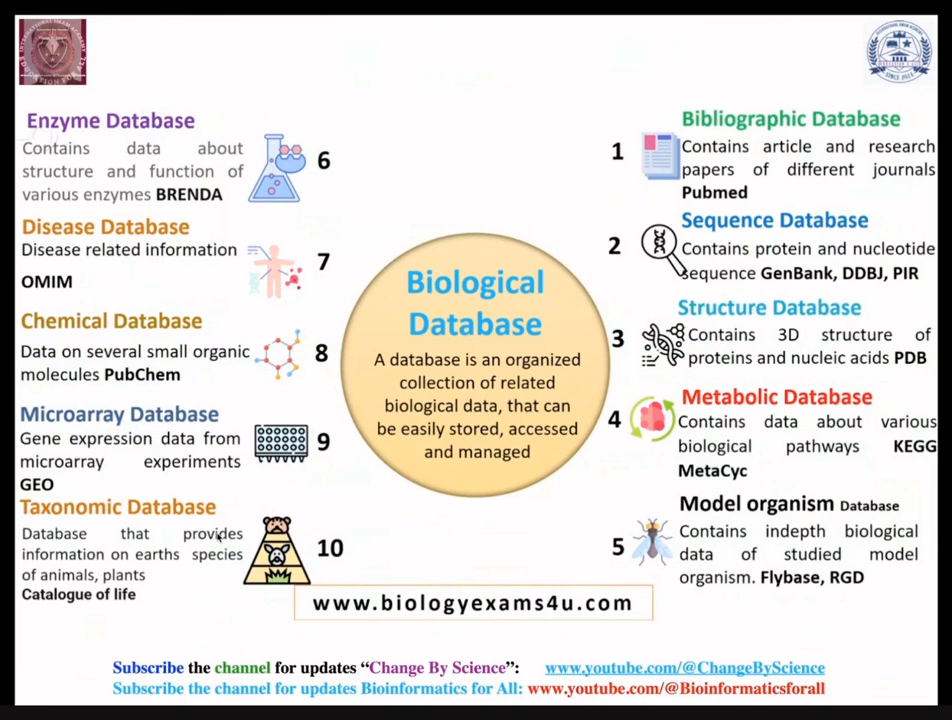 Enzyme Database
Contains data about
structure and function of
various enzymes BRENDA
6
Disease Database
Disease related information
OMIM
7
Chemical Database
Data on several small organic
molecules PubChem
8
Microarray Database
Gene expression data from
microarray experiments
GEO
9
Taxonomic Database
Database that provides
information on earths species
of animals, plants
Catalogue of life
10
Biological
Database
A database is an organized
collection of related
biological data, that can
be easily stored, accessed
and managed
1
Bibliographic Database
Contains article and research
papers of different journals
Pubmed
2
Sequence Database
Contains protein and nucleotide
sequence GenBank, DDBJ, PIR
3
Structure Database
Contains 3D structure of
proteins and nucleic acids PDB
4
Metabolic Database
Contains data about various
biological pathways KEGG
MetaCyc
5
Model organism Database
Contains indepth biological
data of studied model
organism. Flybase, RGD
www.biologyexams4u.com
Subscribe the channel for updates “Change By Science”: www.youtube.com/@ChangeByScience
Subscribe the channel for updates Bioinformatics for All: www.youtube.com/@Bioinformaticsforall